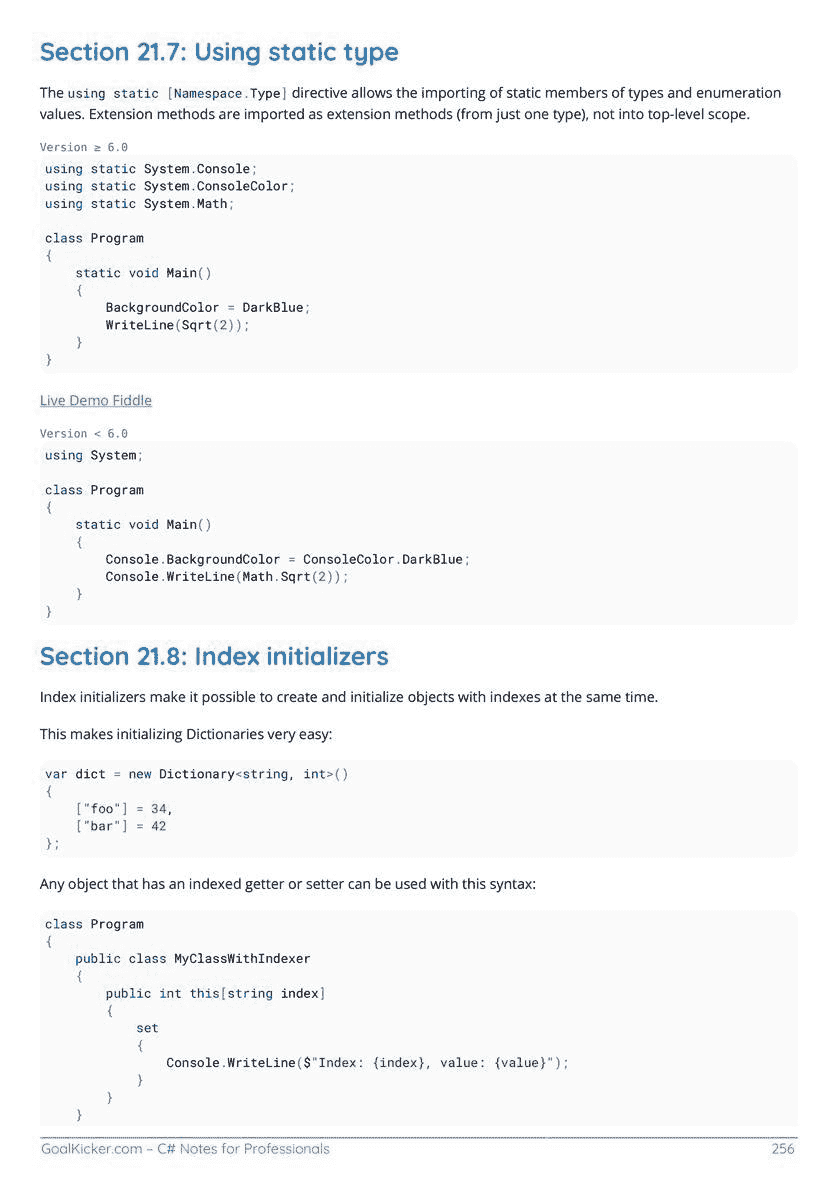 Section 21.7: Using static type
The using static [Namespace.Type] directive allows the importing of static members of types and enumeration
values. Extension methods are imported as extension methods (from just one type), not into top-level scope.
Version ≥ 6.0
using static System.Console;
using static System.ConsoleColor;
using static System.Math;
class Program
{
    static void Main()
    {
        BackgroundColor = DarkBlue;
        WriteLine(Sqrt(2));
    }
}
Live Demo Fiddle
Version < 6.0
using System;
class Program
{
    static void Main()
    {
        Console.BackgroundColor = ConsoleColor.DarkBlue;
        Console.WriteLine(Math.Sqrt(2));
    }
}
Section 21.8: Index initializers
Index initializers make it possible to create and initialize objects with indexes at the same time.
This makes initializing Dictionaries very easy:
var dict = new Dictionary<string, int>()
{
    ["foo"] = 34,
    ["bar"] = 42
};
Any object that has an indexed getter or setter can be used with this syntax:
class Program
{
    public class MyClassWithIndexer
    {
        public int this[string index]
        {
            set
            {
                Console.WriteLine($"Index: {index}, value: {value}");
            }
        }
    }
GoalKicker.com – C# Notes for Professionals 256